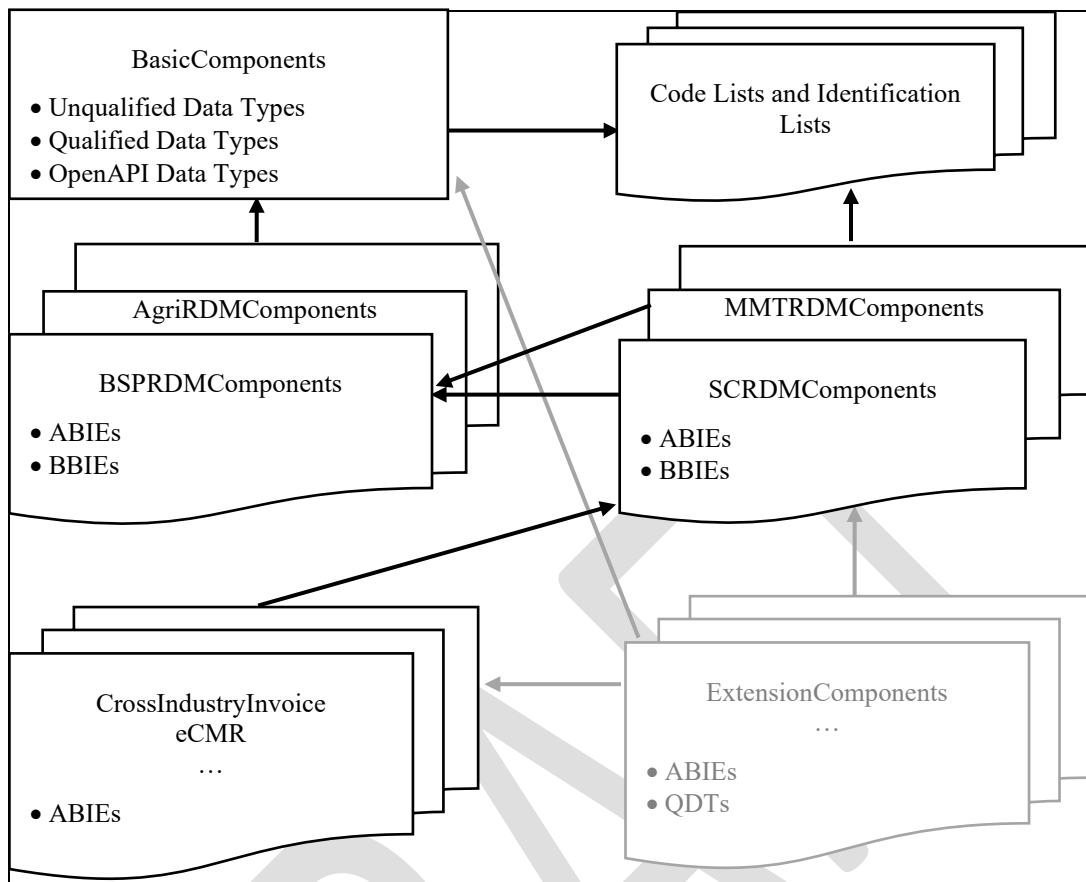 BasicComponents
• Unqualified Data Types
• Qualified Data Types
• OpenAPI Data Types
Code Lists and Identification
Lists
AgriRDMComponents
BSPRDMComponents
• ABIEs
• BBIEs
MMTRDMComponents
SCRDMComponents
• ABIEs
• BBIEs
CrossIndustryInvoice
eCMR
…
• ABIEs
ExtensionComponents
…
• ABIEs
• QDTs